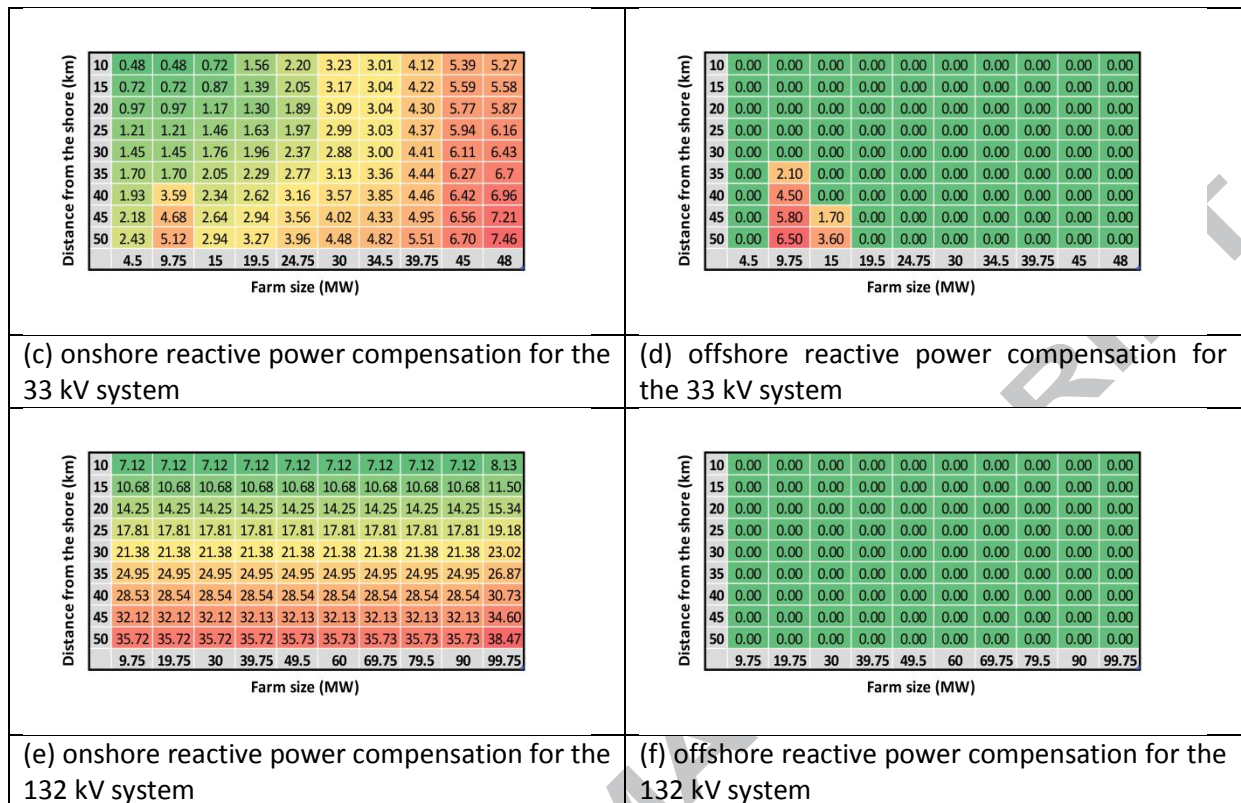 Distance from the shore (km)
10 0.48 0.48 0.72 1.56 2.20 3.23 3.01 4.12 5.39 5.27
15 0.72 0.72 0.87 1.39 2.05 3.17 3.04 4.22 5.59 5.58
20 0.97 0.97 1.17 1.30 1.89 3.09 3.04 4.30 5.77 5.87
25 1.21 1.21 1.46 1.63 1.97 2.99 3.03 4.37 5.94 6.16
30 1.45 1.45 1.76 1.96 2.37 2.88 3.00 4.41 6.11 6.43
35 1.70 1.70 2.05 2.29 2.77 3.13 3.36 4.44 6.27 6.7
40 1.93 3.59 2.34 2.62 3.16 3.57 3.85 4.46 6.42 6.96
45 2.18 4.68 2.64 2.94 3.56 4.02 4.33 4.95 6.56 7.21
50 2.43 5.12 2.94 3.27 3.96 4.48 4.82 5.51 6.70 7.46
4.5 9.75 15 19.5 24.75 30 34.5 39.75 45 48
Farm size (MW)
Distance from the shore (km)
10 0.00 0.00 0.00 0.00 0.00 0.00 0.00 0.00 0.00 0.00
15 0.00 0.00 0.00 0.00 0.00 0.00 0.00 0.00 0.00 0.00
20 0.00 0.00 0.00 0.00 0.00 0.00 0.00 0.00 0.00 0.00
25 0.00 0.00 0.00 0.00 0.00 0.00 0.00 0.00 0.00 0.00
30 0.00 0.00 0.00 0.00 0.00 0.00 0.00 0.00 0.00 0.00
35 0.00 2.10 0.00 0.00 0.00 0.00 0.00 0.00 0.00 0.00
40 0.00 4.50 0.00 0.00 0.00 0.00 0.00 0.00 0.00 0.00
45 0.00 5.80 1.70 0.00 0.00 0.00 0.00 0.00 0.00 0.00
50 0.00 6.50 3.60 0.00 0.00 0.00 0.00 0.00 0.00 0.00
4.5 9.75 15 19.5 24.75 30 34.5 39.75 45 48
Farm size (MW)
(c) onshore reactive power compensation for the
33 kV system
(d) offshore reactive power compensation for
the 33 kV system
Distance from the shore (km)
10 7.12 7.12 7.12 7.12 7.12 7.12 7.12 7.12 7.12 8.13
15 10.68 10.68 10.68 10.68 10.68 10.68 10.68 10.68 10.68 11.50
20 14.25 14.25 14.25 14.25 14.25 14.25 14.25 14.25 14.25 15.34
25 17.81 17.81 17.81 17.81 17.81 17.81 17.81 17.81 17.81 19.18
30 21.38 21.38 21.38 21.38 21.38 21.38 21.38 21.38 21.38 23.02
35 24.95 24.95 24.95 24.95 24.95 24.95 24.95 24.95 24.95 26.87
40 28.53 28.54 28.54 28.54 28.54 28.54 28.54 28.54 28.54 30.73
45 32.12 32.12 32.12 32.13 32.13 32.13 32.13 32.13 32.13 34.60
50 35.72 35.72 35.72 35.72 35.73 35.73 35.73 35.73 35.73 38.47
9.75 19.75 30 39.75 49.5 60 69.75 79.5 90 99.75
Farm size (MW)
Distance from the shore (km)
10 0.00 0.00 0.00 0.00 0.00 0.00 0.00 0.00 0.00 0.00
15 0.00 0.00 0.00 0.00 0.00 0.00 0.00 0.00 0.00 0.00
20 0.00 0.00 0.00 0.00 0.00 0.00 0.00 0.00 0.00 0.00
25 0.00 0.00 0.00 0.00 0.00 0.00 0.00 0.00 0.00 0.00
30 0.00 0.00 0.00 0.00 0.00 0.00 0.00 0.00 0.00 0.00
35 0.00 0.00 0.00 0.00 0.00 0.00 0.00 0.00 0.00 0.00
40 0.00 0.00 0.00 0.00 0.00 0.00 0.00 0.00 0.00 0.00
45 0.00 0.00 0.00 0.00 0.00 0.00 0.00 0.00 0.00 0.00
50 0.00 0.00 0.00 0.00 0.00 0.00 0.00 0.00 0.00 0.00
9.75 19.75 30 39.75 49.5 60 69.75 79.5 90 99.75
Farm size (MW)
(e) onshore reactive power compensation for the
132 kV system
(f) offshore reactive power compensation for the
132 kV system